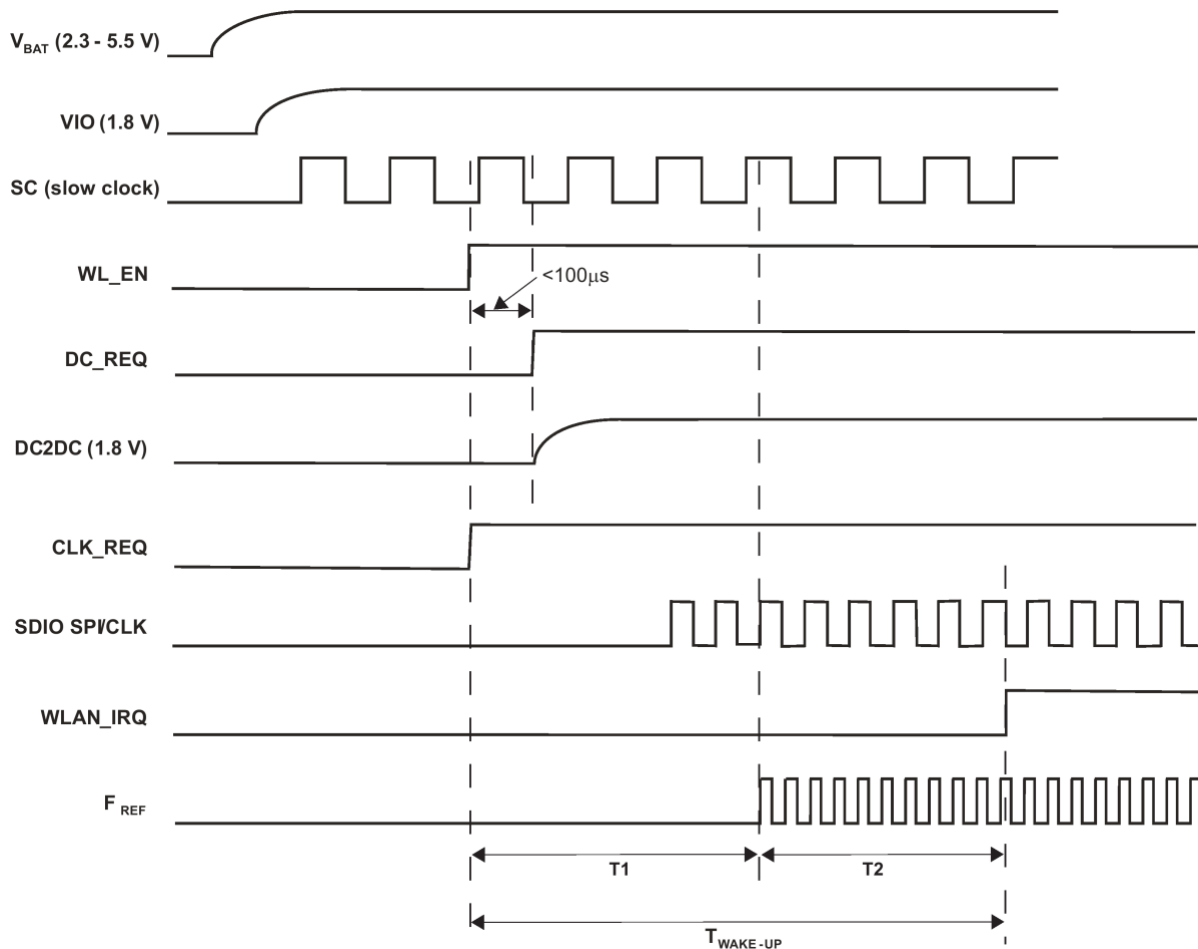 VBAT (2.3 - 5.5 V)
VIO (1.8 V)
SC (slow clock)
WL_EN
<100µs
DC_REQ
DC2DC (1.8 V)
CLK_REQ
SDIO SPI/CLK
WLAN_IRQ
F REF
T1
T2
TWAKE-UP